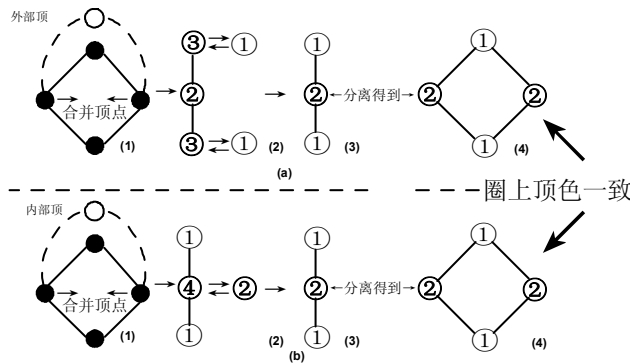 外部顶
合并顶点
(1)
③ ①
②
③ ①
(2)
(a)
①
②
①
(3)
分离得到
①
② ②
①
(4)
圈上顶色一致
内部顶
合并顶点
(1)
①
④ ②
①
(2)
(b)
①
②
①
(3)
分离得到
①
② ②
①
(4)